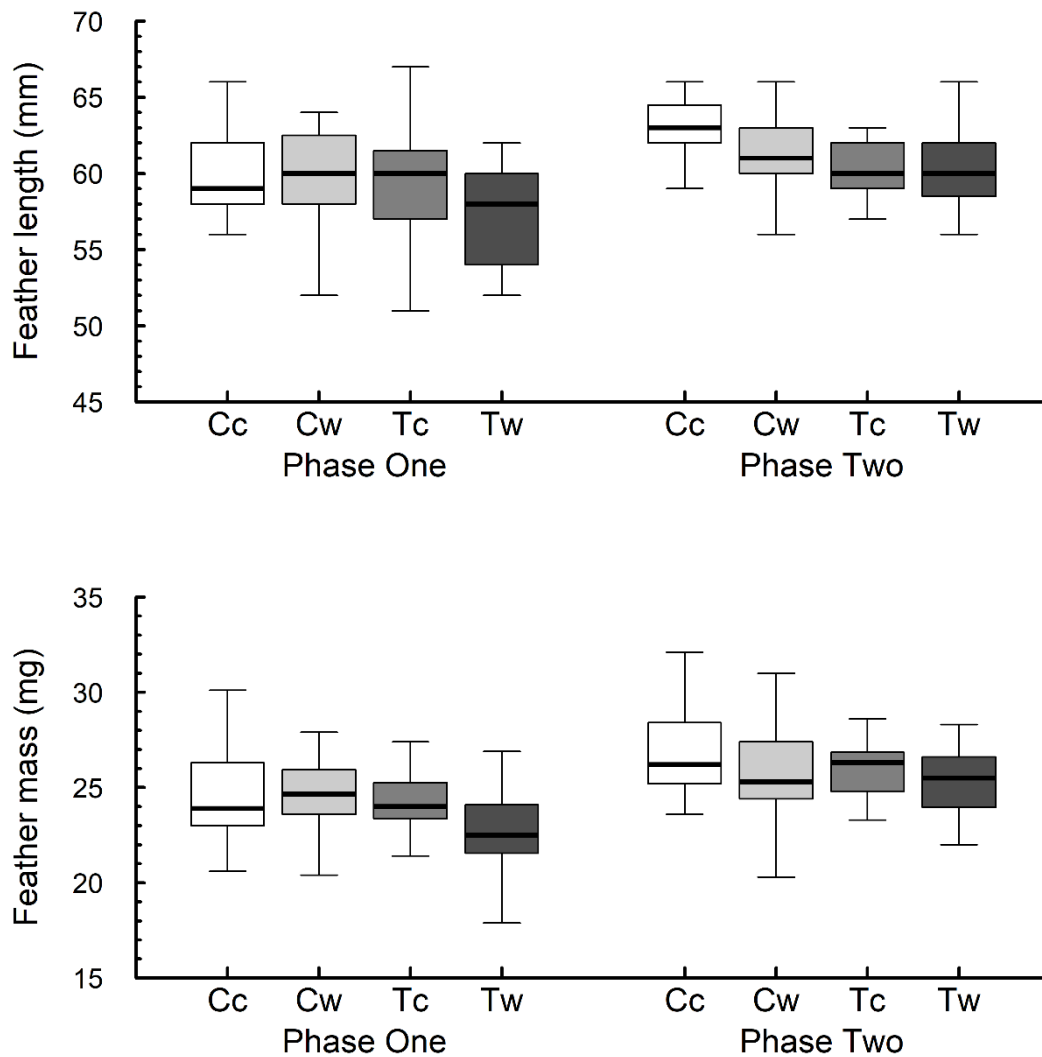 Feather length (mm)
70
65
60
55
50
45
Cc Cw Tc Tw Cc Cw Tc Tw
Phase One Phase Two
Feather mass (mg)
35
30
25
20
15
Cc Cw Tc Tw Cc Cw Tc Tw
Phase One Phase Two